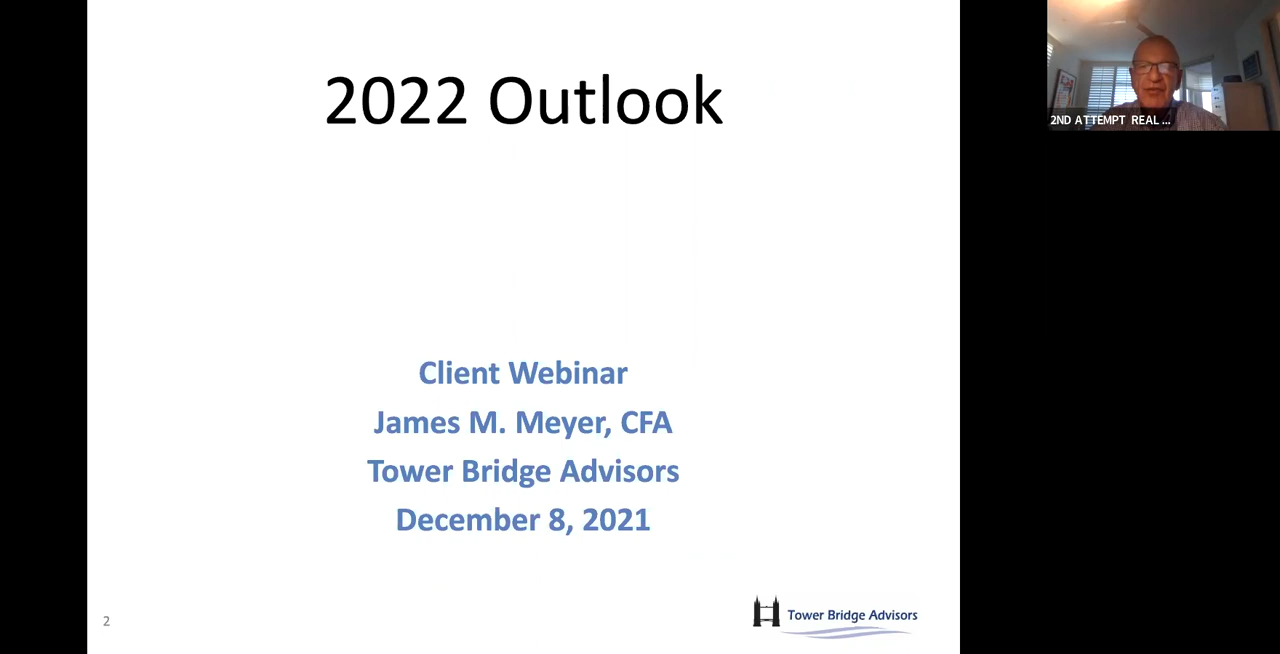 2022 Outlook
2ND ATTEMPT REAL ...
Client Webinar
James M. Meyer, CFA
Tower Bridge Advisors
December 8, 2021
2
Tower Bridge Advisors